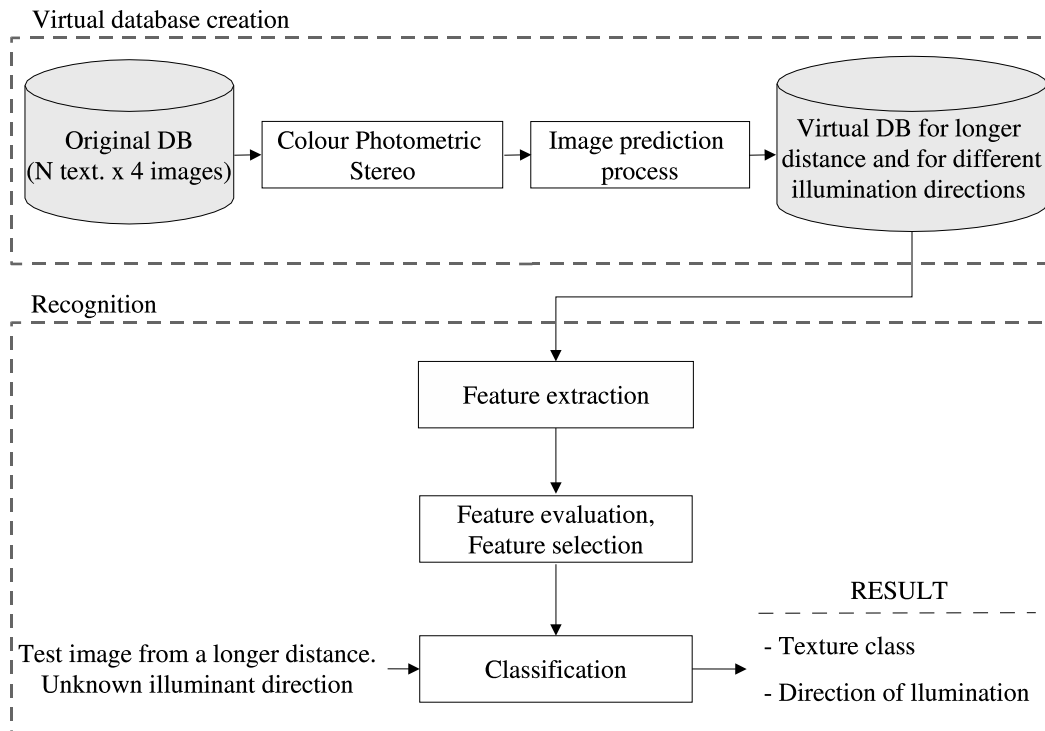 Virtual database creation
Original DB
(N text. x 4 images)
Colour Photometric
Stereo
Image prediction
process
Virtual DB for longer
distance and for different
illumination directions
Recognition
Feature extraction
Feature evaluation,
Feature selection
Test image from a longer distance.
Unknown illuminant direction
Classification
RESULT
- Texture class
- Direction of llumination